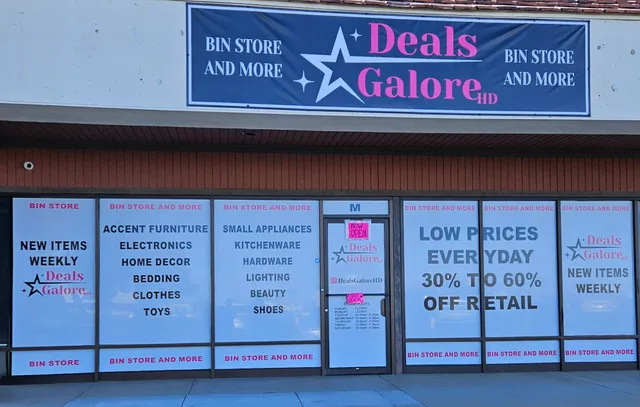 BIN STORE
AND MORE
Deals
Galore HD
BIN STORE
AND MORE
BIN STORE
NEW ITEMS
WEEKLY
Deals
Galore
BIN STORE
BIN STORE AND MORE
ACCENT FURNITURE
ELECTRONICS
HOME DECOR
BEDDING
CLOTHES
TOYS
BIN STORE AND MORE
BIN STORE AND MORE
SMALL APPLIANCES
KITCHENWARE
HARDWARE
LIGHTING
BEAUTY
SHOES
BIN STORE AND MORE
M
NOW
OPEN
Deals
Galore
DealsGaloreHD
BIN STORE AND MORE
BIN STORE AND MORE
LOW PRICES
EVERYDAY
30% TO 60%
OFF RETAIL
BIN STORE AND MORE
BIN STORE AND MORE
BIN STORE AND MORE
Deals
Galore
NEW ITEMS
WEEKLY
BIN STORE AND MORE